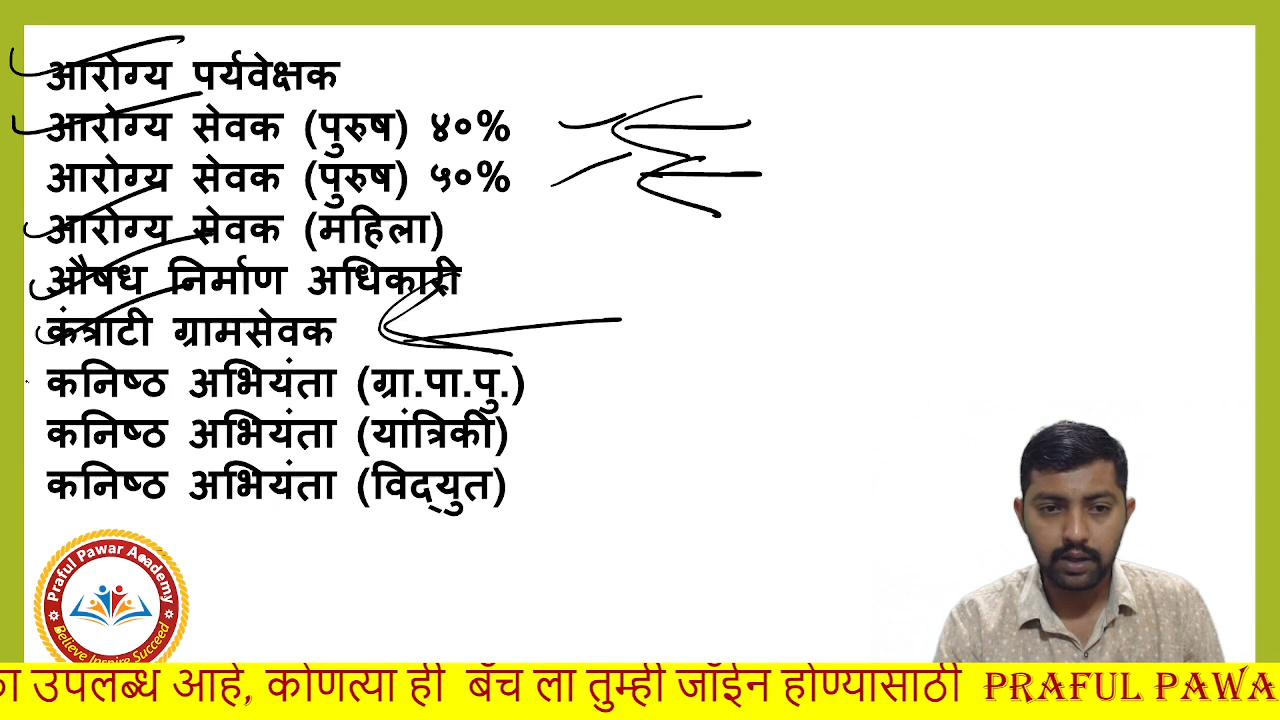 आरोग्य पर्यवेक्षक
आरोग्य सेवक (पुरुष) ४०%
आरोग्य सेवक (पुरुष) ५०%
आरोग्य सेवक (महिला)
औषध निर्माण अधिकारी
कंत्राटी ग्रामसेवक
कनिष्ठ अभियंता (ग्रा.पा.पु.)
कनिष्ठ अभियंता (यांत्रिकी)
कनिष्ठ अभियंता (विद्युत)
Praful Pawar Academy
Believe Inspire Succeed
उपलब्ध आहे, कोणत्या ही बॅच ला तुम्ही जॉईन होण्यासाठी PRAFUL PAWA